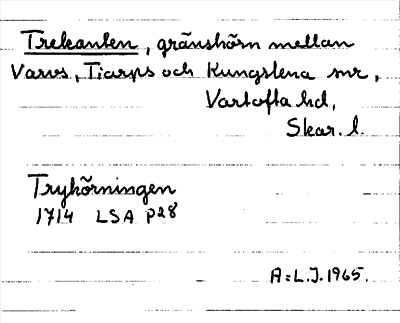 Trekanten, gränshörn mellan
Varvs, Tiarps och Kungslena snr,
Vartofta hd,
Skar. l.
Tryhörningen
1714 LSA P28
A:L.J. 1965.